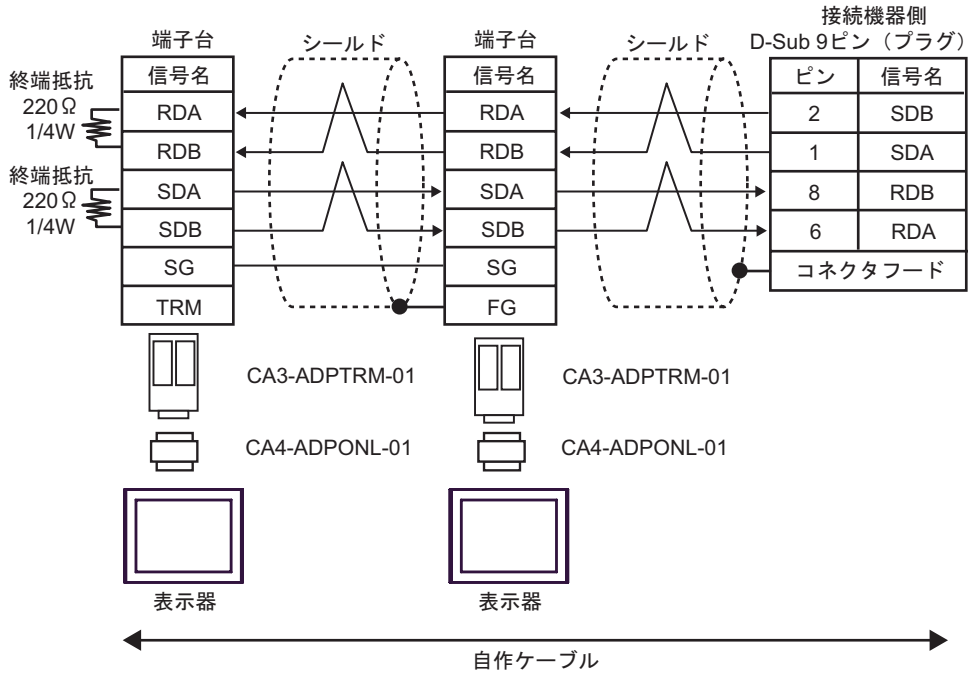 接続機器側
端子台
シールド
端子台
シールド
D-Sub 9ピン（プラグ）
終端抵抗
220Ω
1/4W
終端抵抗
220Ω
1/4W
信号名
RDA
RDB
SDA
SDB
SG
TRM
信号名
RDA
RDB
SDA
SDB
SG
FG
ピン 信号名
2 SDB
1 SDA
8 RDB
6 RDA
コネクタフード
CA3-ADPTRM-01
CA3-ADPTRM-01
CA4-ADPONL-01
CA4-ADPONL-01
表示器
表示器
自作ケーブル